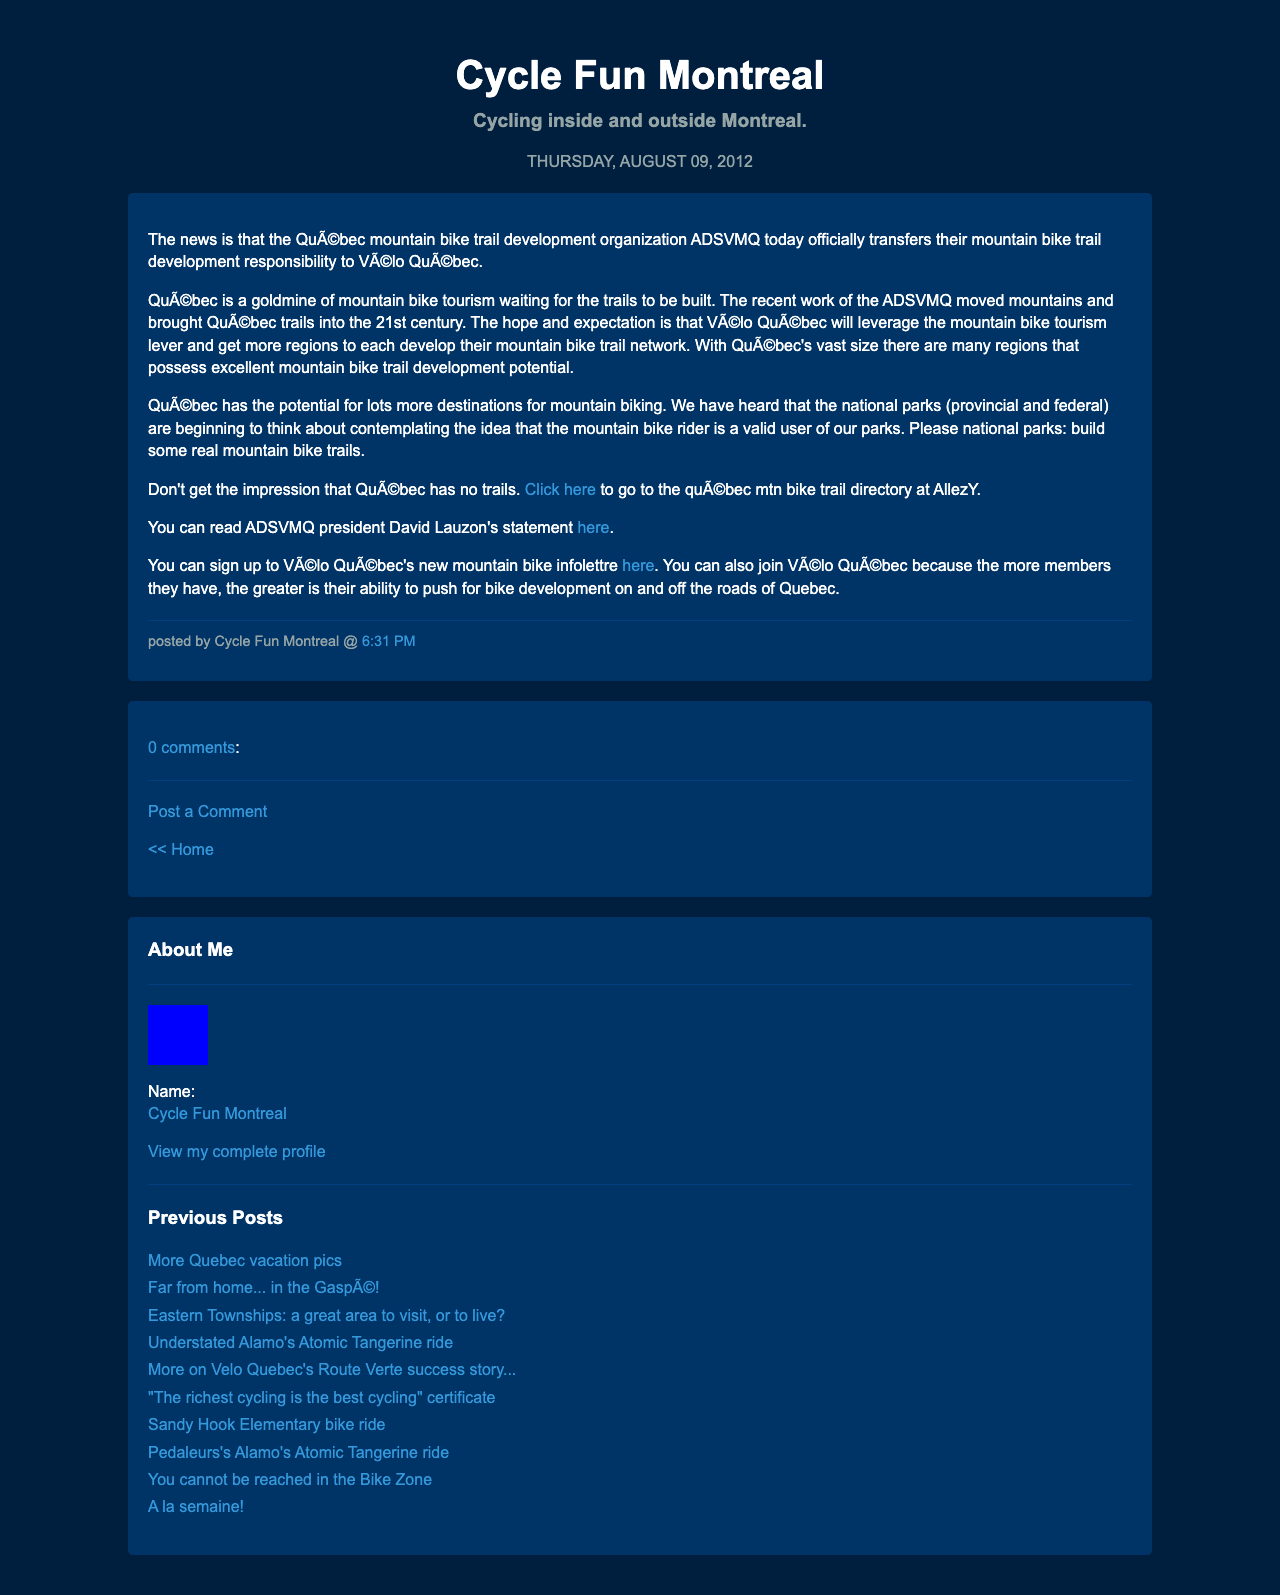 Cycle Fun Montreal
Cycling inside and outside Montreal.
THURSDAY, AUGUST 09, 2012
The news is that the QuÃ©bec mountain bike trail development organization ADSVMQ today officially transfers their mountain bike trail
development responsibility to VÃ©lo QuÃ©bec.
QuÃ©bec is a goldmine of mountain bike tourism waiting for the trails to be built. The recent work of the ADSVMQ moved mountains and
brought QuÃ©bec trails into the 21st century. The hope and expectation is that VÃ©lo QuÃ©bec will leverage the mountain bike tourism
lever and get more regions to each develop their mountain bike trail network. With QuÃ©bec's vast size there are many regions that
possess excellent mountain bike trail development potential.
QuÃ©bec has the potential for lots more destinations for mountain biking. We have heard that the national parks (provincial and federal)
are beginning to think about contemplating the idea that the mountain bike rider is a valid user of our parks. Please national parks: build
some real mountain bike trails.
Don't get the impression that QuÃ©bec has no trails. Click here to go to the quÃ©bec mtn bike trail directory at AllezY.
You can read ADSVMQ president David Lauzon's statement here.
You can sign up to VÃ©lo QuÃ©bec's new mountain bike infolettre here. You can also join VÃ©lo QuÃ©bec because the more members
they have, the greater is their ability to push for bike development on and off the roads of Quebec.
posted by Cycle Fun Montreal @ 6:31 PM
0 comments:
Post a Comment
<< Home
About Me
Name:
Cycle Fun Montreal
View my complete profile
Previous Posts
More Quebec vacation pics
Far from home... in the GaspÃ©!
Eastern Townships: a great area to visit, or to live?
Understated Alamo's Atomic Tangerine ride
More on Velo Quebec's Route Verte success story...
"The richest cycling is the best cycling" certificate
Sandy Hook Elementary bike ride
Pedaleurs's Alamo's Atomic Tangerine ride
You cannot be reached in the Bike Zone
A la semaine!